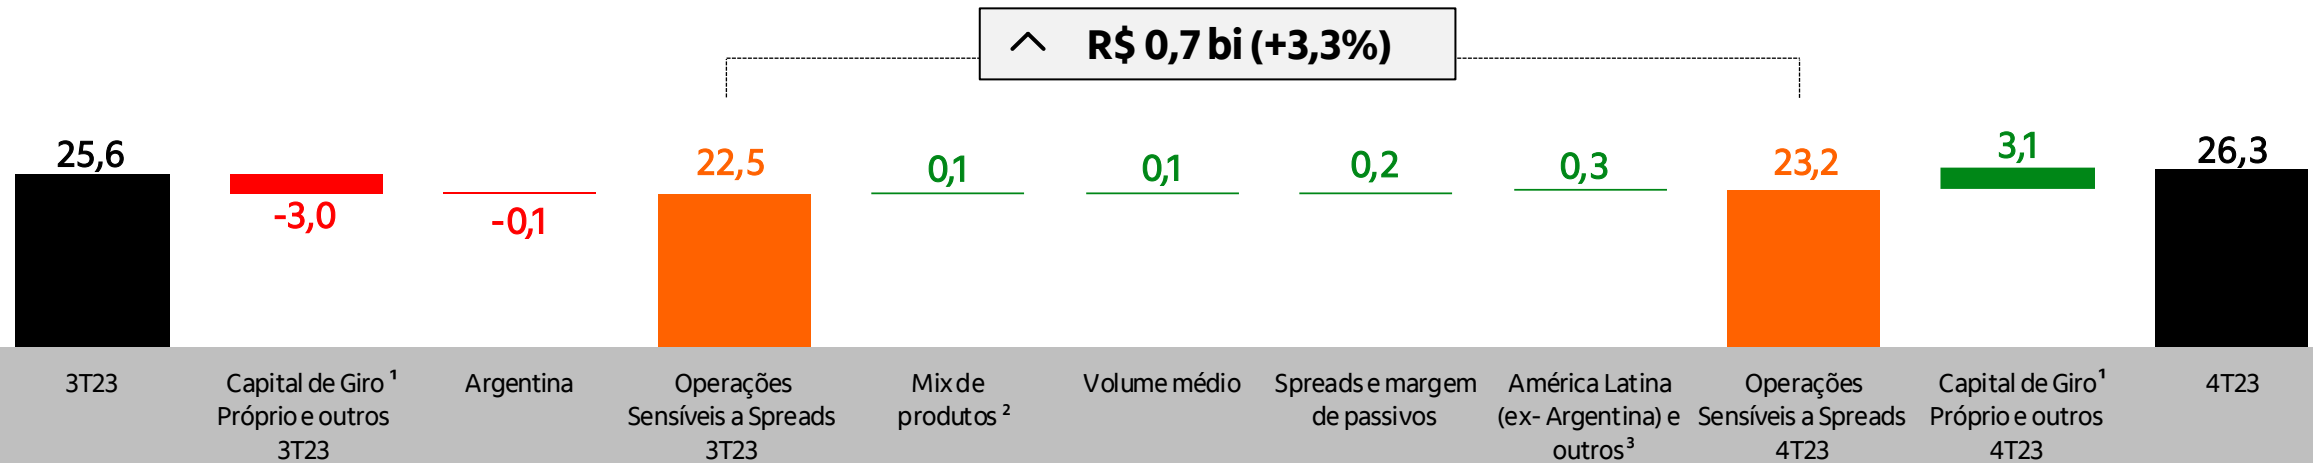 R$ 0,7 bi (+3,3%)
25,6
-3,0
-0,1
22,5
0,1
0,1
0,2
0,3
23,2
3,1
26,3
3T23
Capital de Giro ¹
Próprio e outros
3T23
Argentina
Operações
Sensíveis a Spreads
3T23
Mix de
produtos ²
Volume médio
Spreads e margem
de passivos
América Latina
(ex- Argentina) e
outros ³
Operações
Sensíveis a Spreads
4T23
Capital de Giro ¹
Próprio e outros
4T23
4T23